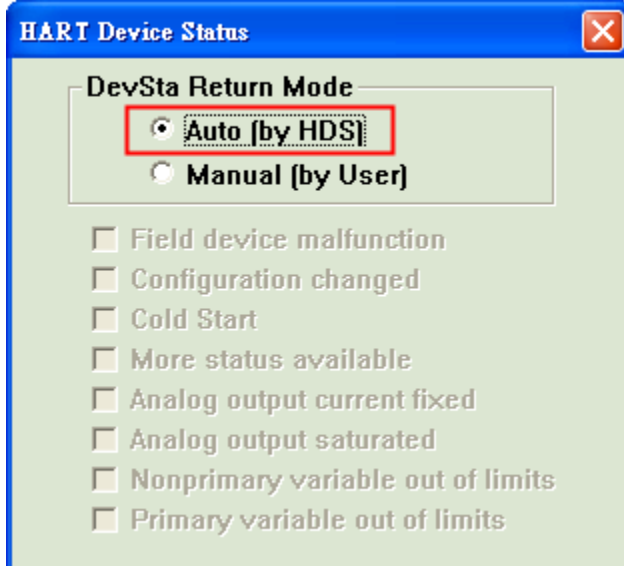 HART Device Status
DevSta Return Mode
Auto (by HDS)
Manual (by User)
Field device malfunction
Configuration changed
Cold Start
More status available
Analog output current fixed
Analog output saturated
Nonprimary variable out of limits
Primary variable out of limits